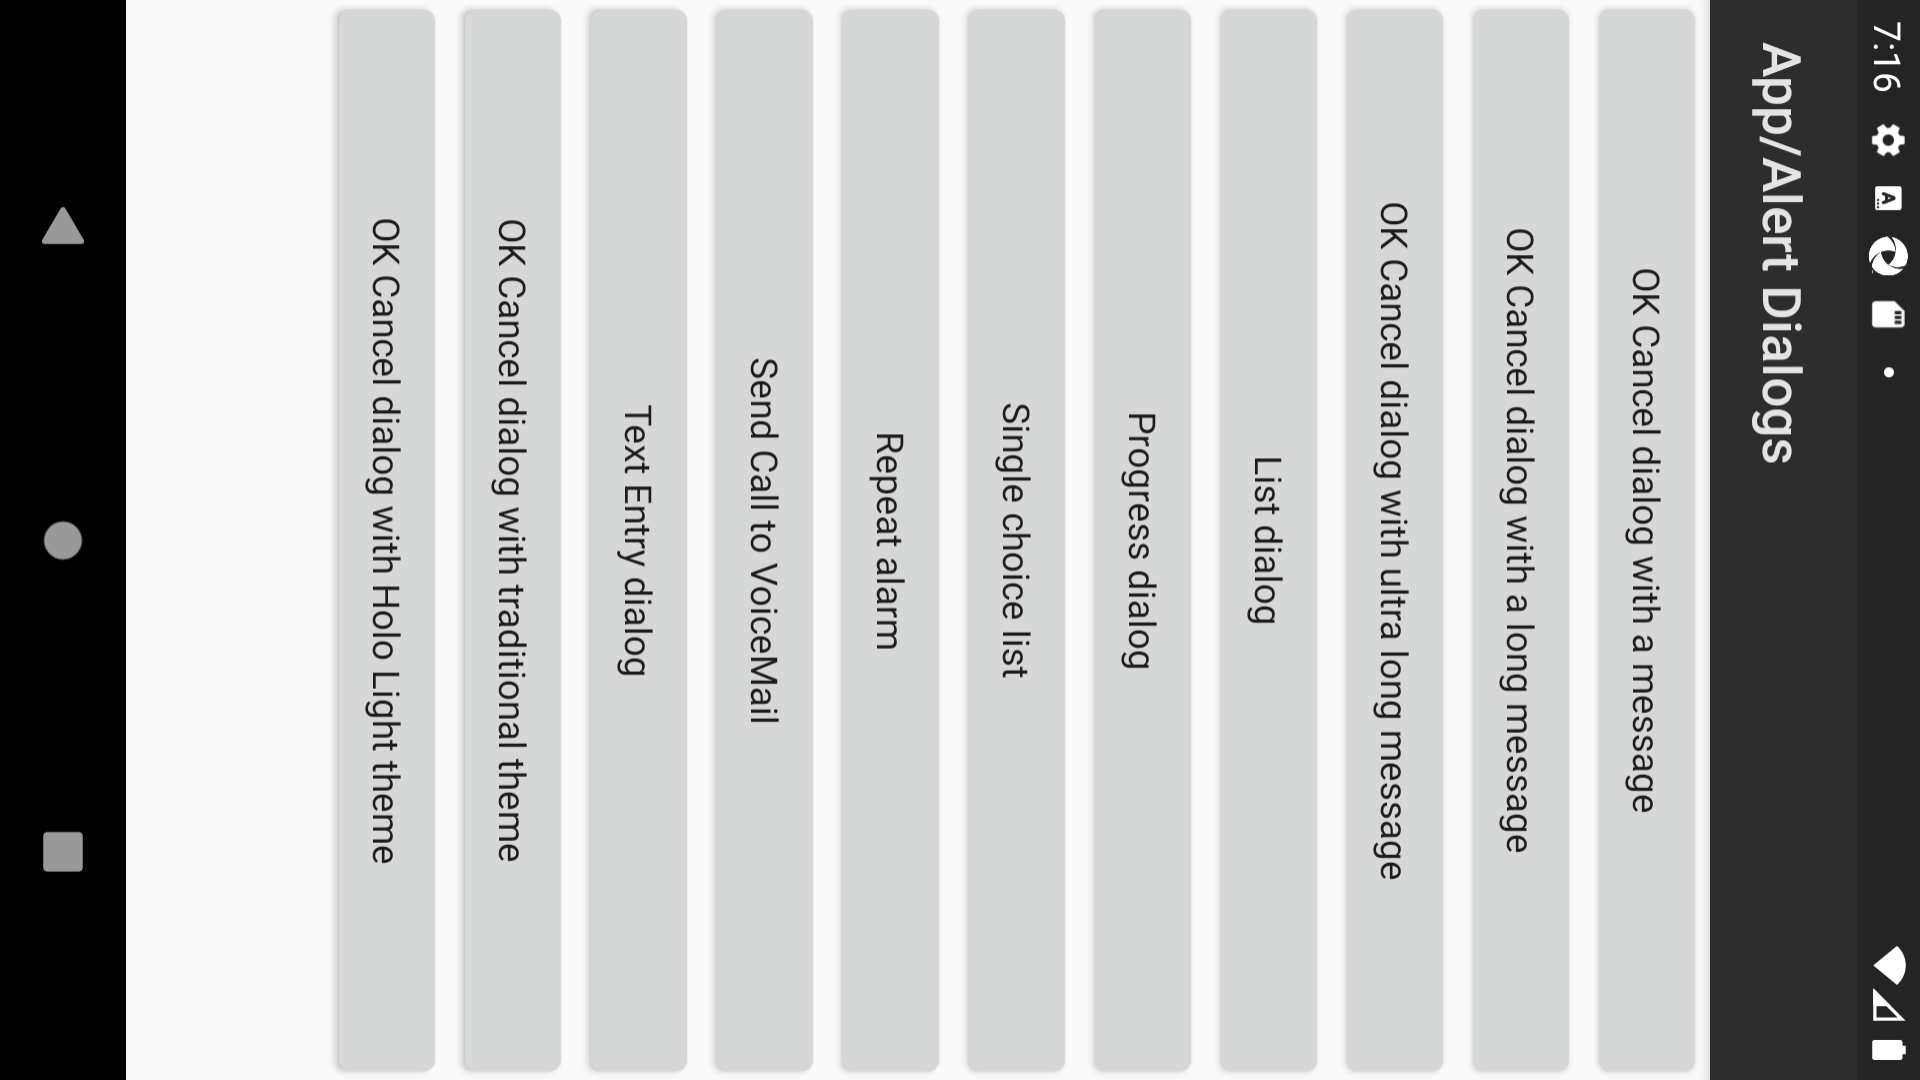 7:16
App/Alert Dialogs
OK Cancel dialog with a message
OK Cancel dialog with a long message
OK Cancel dialog with ultra long message
List dialog
Progress dialog
Single choice list
Repeat alarm
Send Call to VoiceMail
Text Entry dialog
OK Cancel dialog with traditional theme
OK Cancel dialog with Holo Light theme